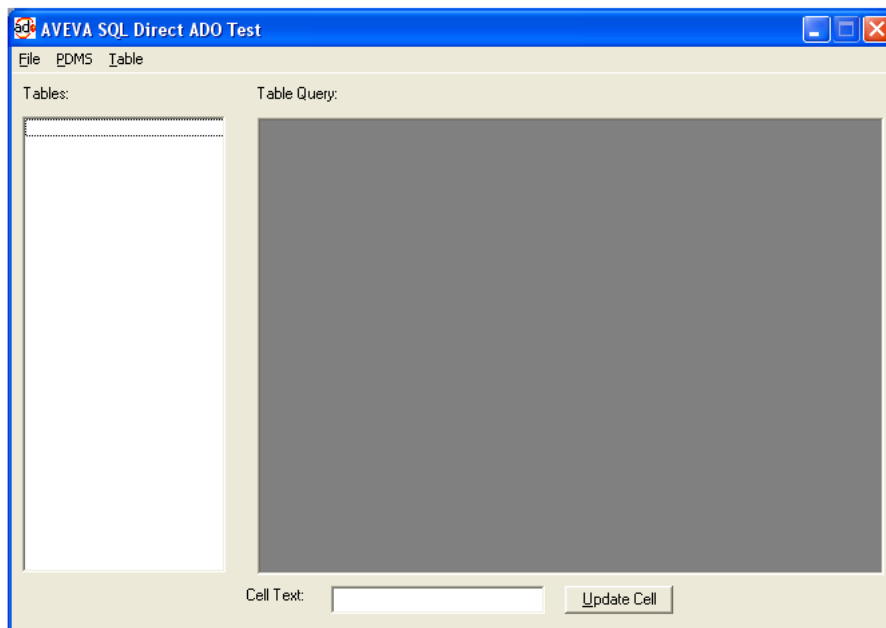 AVEVA SQL Direct ADO Test
File PDMS Table
Tables: Table Query:
Cell Text: Update Cell